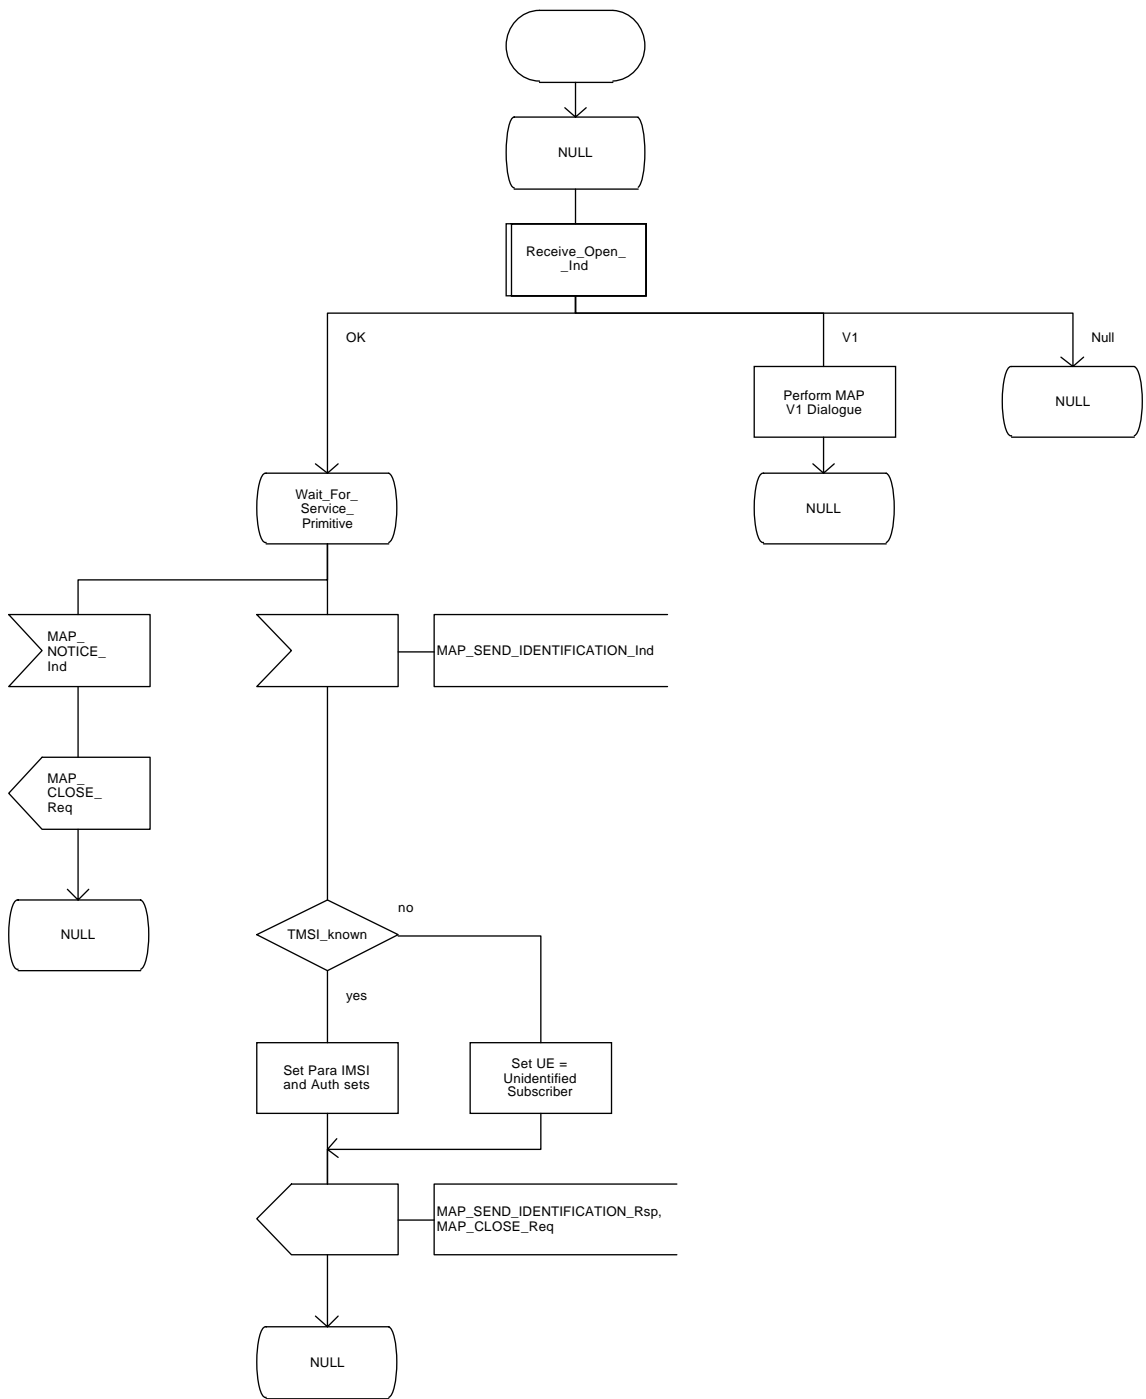 NULL
Receive_Open_
_Ind
OK
V1
Null
Perform MAP
V1 Dialogue
NULL
Wait_For_
Service_
Primitive
NULL
MAP_
NOTICE_
Ind
MAP_SEND_IDENTIFICATION_Ind
MAP_
CLOSE_
Req
NULL
no
TMSI_known
yes
Set Para IMSI
and Auth sets
Set UE =
Unidentified
Subscriber
MAP_SEND_IDENTIFICATION_Rsp,
MAP_CLOSE_Req
NULL